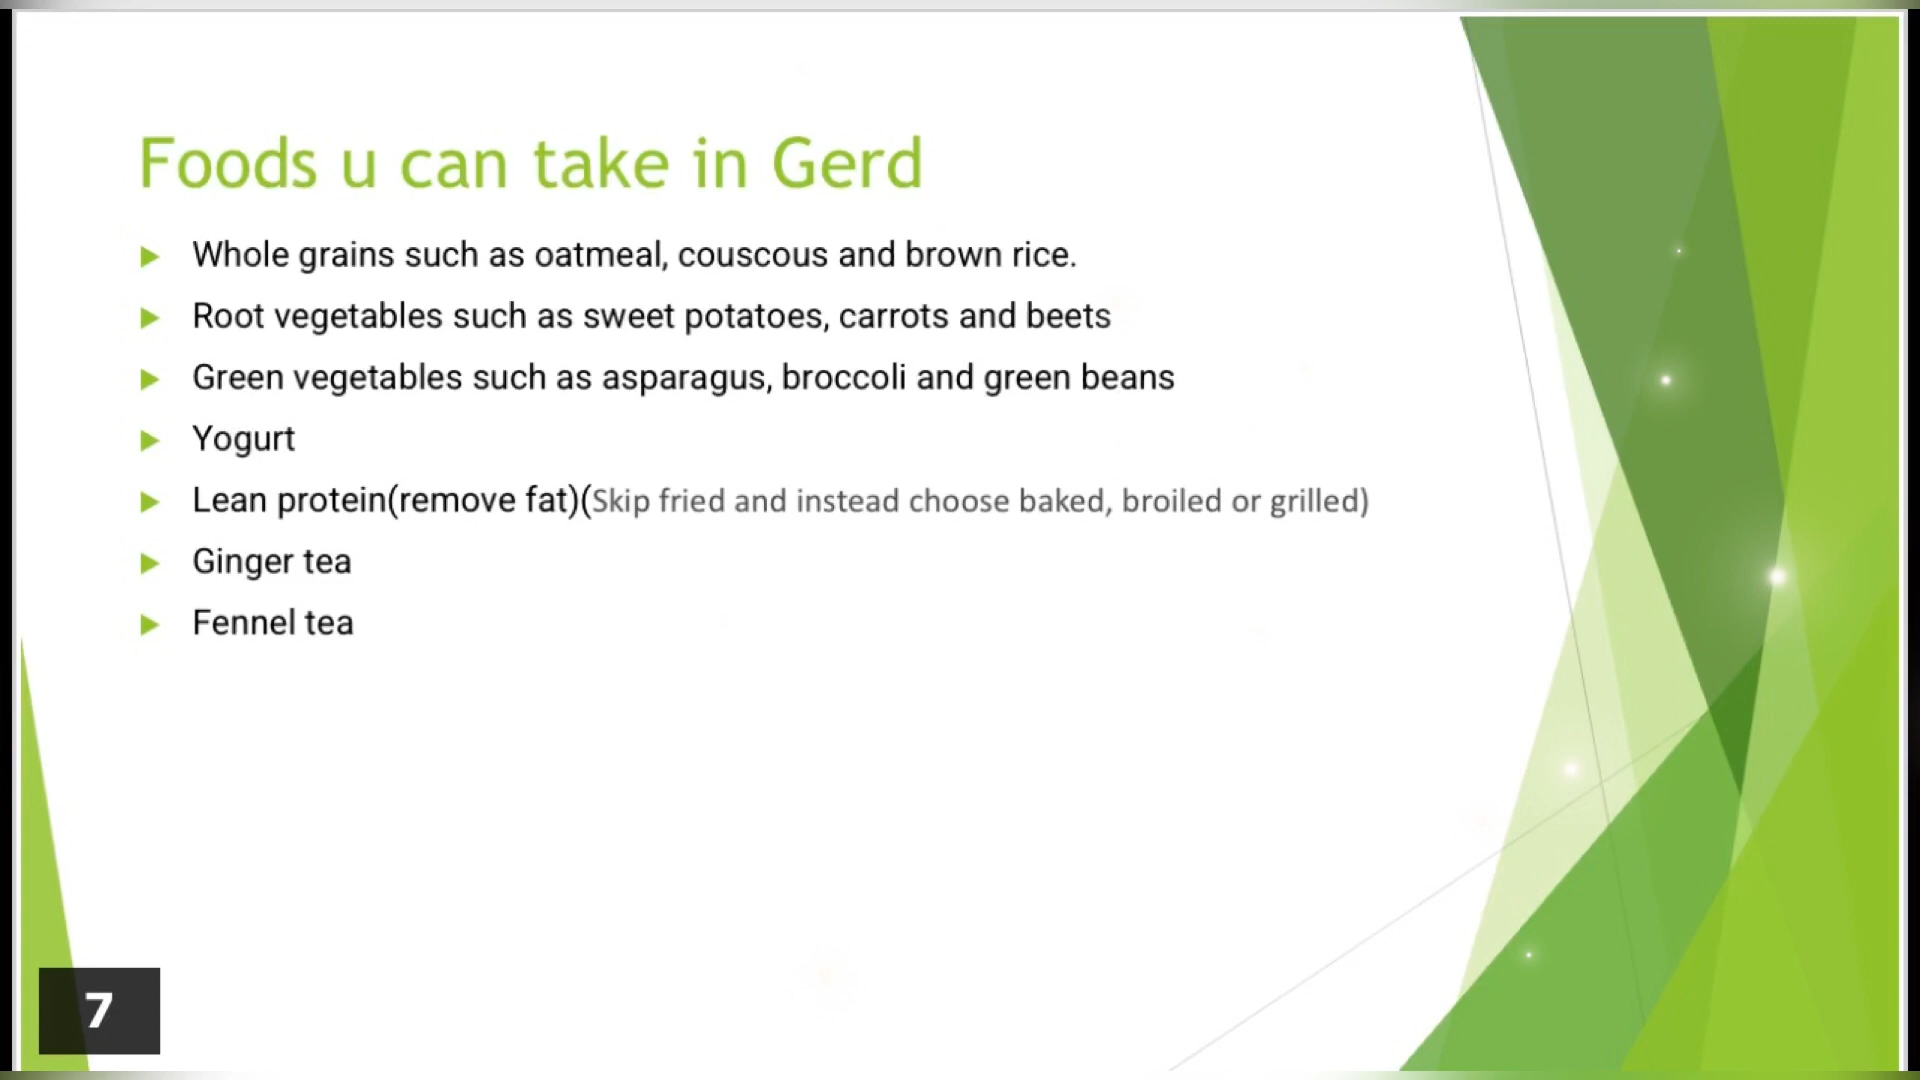 Foods u can take in Gerd
Whole grains such as oatmeal, couscous and brown rice.
Root vegetables such as sweet potatoes, carrots and beets
Green vegetables such as asparagus, broccoli and green beans
Yogurt
Lean protein(remove fat)(Skip fried and instead choose baked, broiled or grilled)
Ginger tea
Fennel tea
7